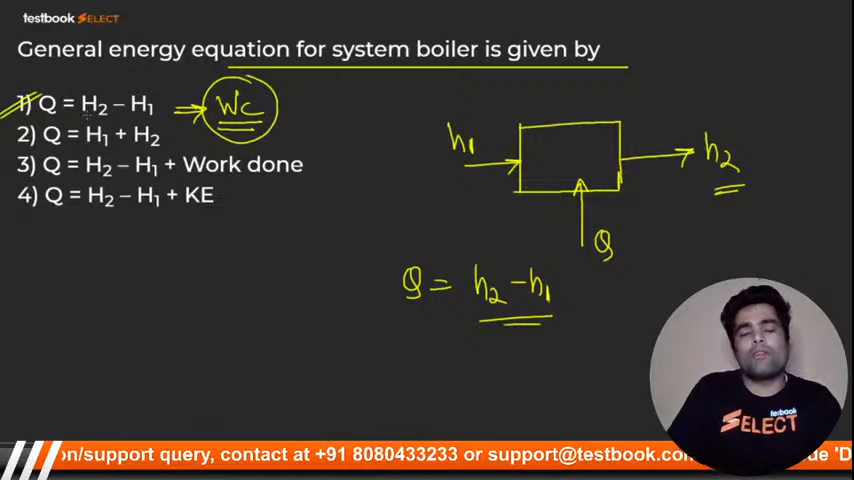 testbook SELECT
General energy equation for system boiler is given by
1) Q = H2 – H1 ⇒ WC
2) Q = H1 + H2
3) Q = H2 – H1 + Work done
4) Q = H2 – H1 + KE
h1
h2
Q
Q = h2 – h1
testbook
SELECT
on/support query, contact at +91 8080433233 or support@testbook.com
de 'D